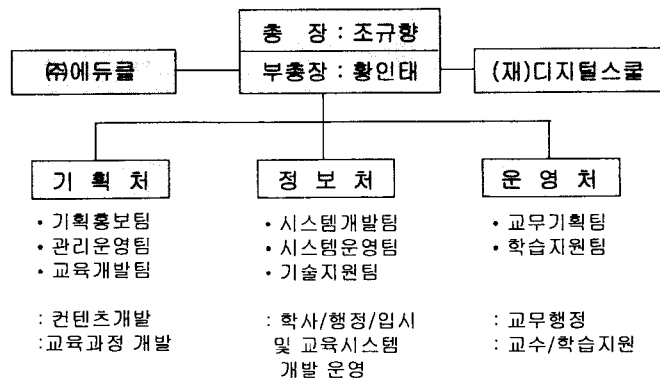 총 장 : 조규향
부총장 : 황인태
㈜에듀클
(재)디지털스쿨
기 획 처
• 기획홍보팀
• 관리운영팀
• 교육개발팀
: 컨텐츠개발
:교육과정 개발
정 보 처
• 시스템개발팀
• 시스템운영팀
• 기술지원팀
: 학사/행정/입시
및 교육시스템
개발 운영
운 영 처
• 교무기획팀
• 학습지원팀
: 교무행정
: 교수/학습지원